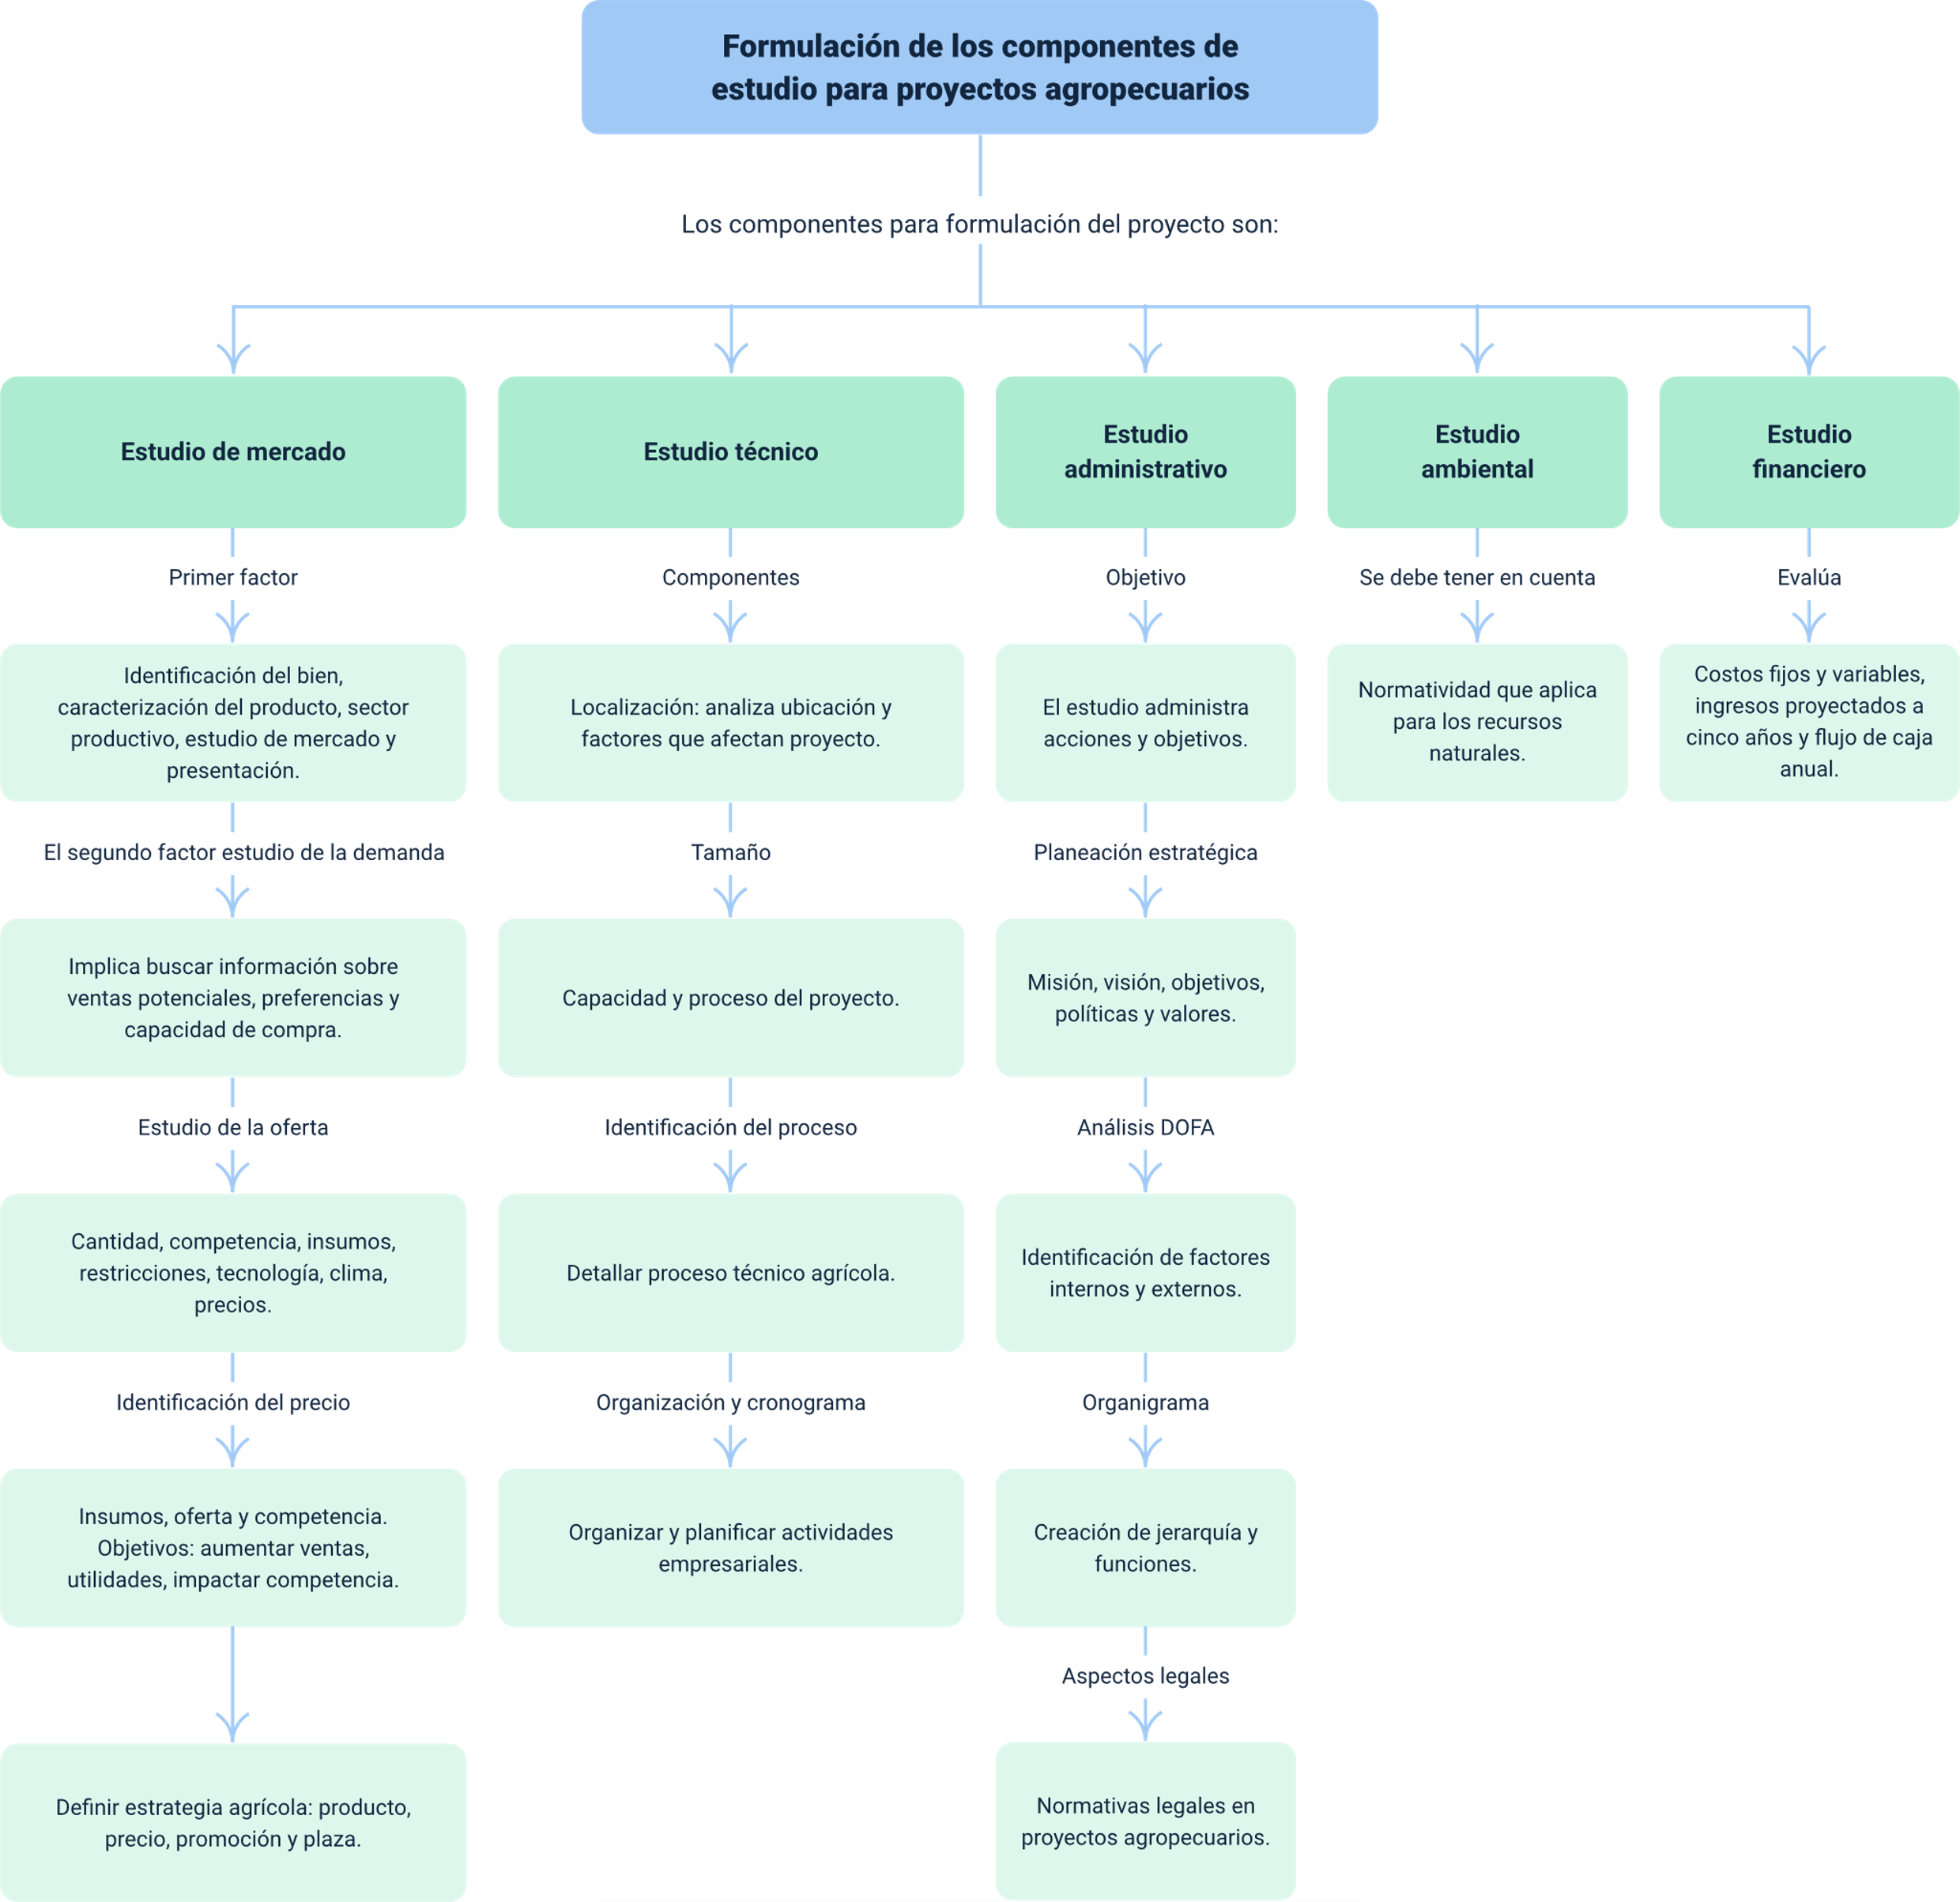 Formulación de los componentes de
estudio para proyectos agropecuarios
Los componentes para formulación del proyecto son:
Estudio de mercado
Primer factor
Identificación del bien,
caracterización del producto, sector
productivo, estudio de mercado y
presentación.
El segundo factor estudio de la demanda
Implica buscar información sobre
ventas potenciales, preferencias y
capacidad de compra.
Estudio de la oferta
Cantidad, competencia, insumos,
restricciones, tecnología, clima,
precios.
Identificación del precio
Insumos, oferta y competencia.
Objetivos: aumentar ventas,
utilidades, impactar competencia.
Definir estrategia agrícola: producto,
precio, promoción y plaza.
Estudio técnico
Componentes
Localización: analiza ubicación y
factores que afectan proyecto.
Tamaño
Capacidad y proceso del proyecto.
Identificación del proceso
Detallar proceso técnico agrícola.
Organización y cronograma
Organizar y planificar actividades
empresariales.
Estudio
administrativo
Objetivo
El estudio administra
acciones y objetivos.
Planeación estratégica
Misión, visión, objetivos,
políticas y valores.
Análisis DOFA
Identificación de factores
internos y externos.
Organigrama
Creación de jerarquía y
funciones.
Aspectos legales
Normativas legales en
proyectos agropecuarios.
Estudio
ambiental
Se debe tener en cuenta
Normatividad que aplica
para los recursos
naturales.
Estudio
financiero
Evalúa
Costos fijos y variables,
ingresos proyectados a
cinco años y flujo de caja
anual.